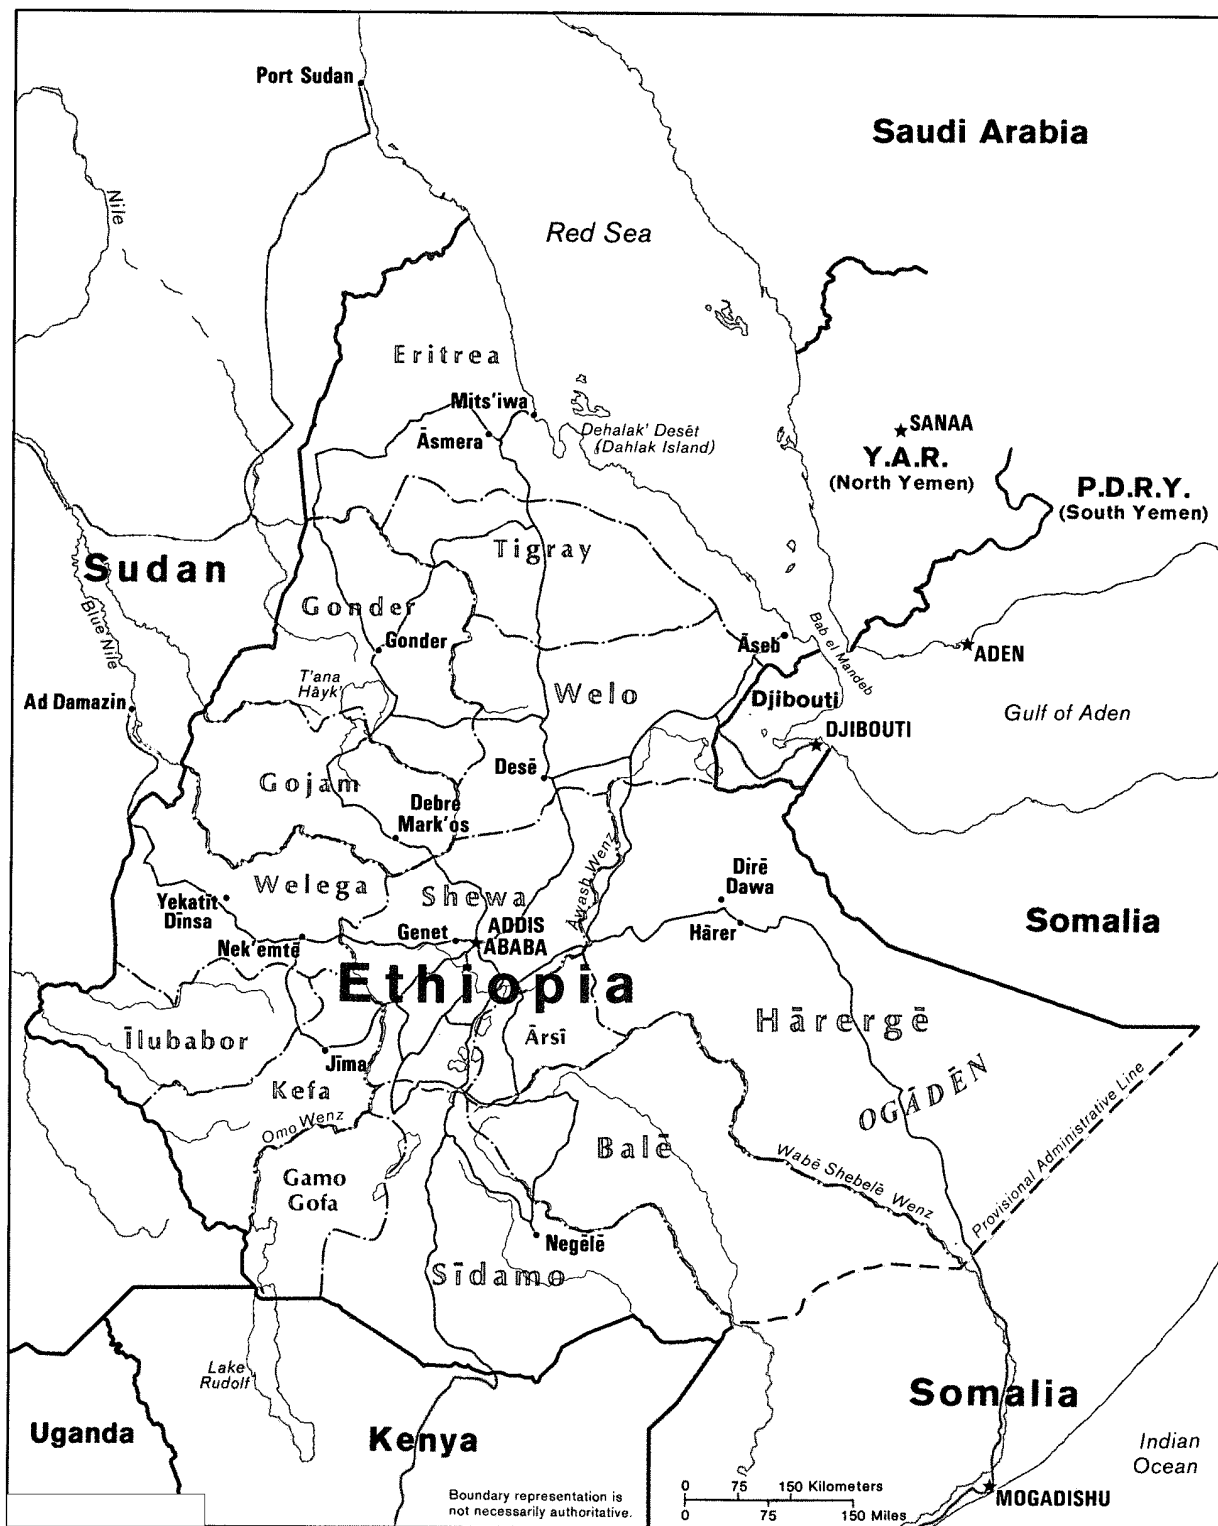 Port Sudan
Saudi Arabia
Nile
Red Sea
Eritrea
Mits'iwa
Āsmera
Dehalak' Desēt
(Dahlak Island)
SANAA
Y.A.R.
(North Yemen)
P.D.R.Y.
(South Yemen)
Tigray
Sudan
Blue Nile
Gonder
Gonder
Āseb
Bab el Mandeb
ADEN
T'ana
Hāyk'
Welo
Djibouti
Ad Damazin
DJIBOUTI
Gulf of Aden
Desē
Gojam
Debre
Mark'os
Awash Wenz
Dirē
Dawa
Welega
Shewa
Yekatīt
Dīnsa
Genet
ADDIS
ABABA
Hārer
Somalia
Nek'emtē
Ethiopia
Hārergē
Īlubabor
Ārsī
Jīma
Kefa
OGĀDĒN
Omo Wenz
Balē
Provisional Administrative Line
Wabē Shebelē Wenz
Gamo
Gofa
Negēlē
Sīdamo
Lake
Rudolf
Somalia
Uganda
Kenya
Indian
Ocean
Boundary representation is
not necessarily authoritative.
0 75 150 Kilometers
0 75 150 Miles
MOGADISHU